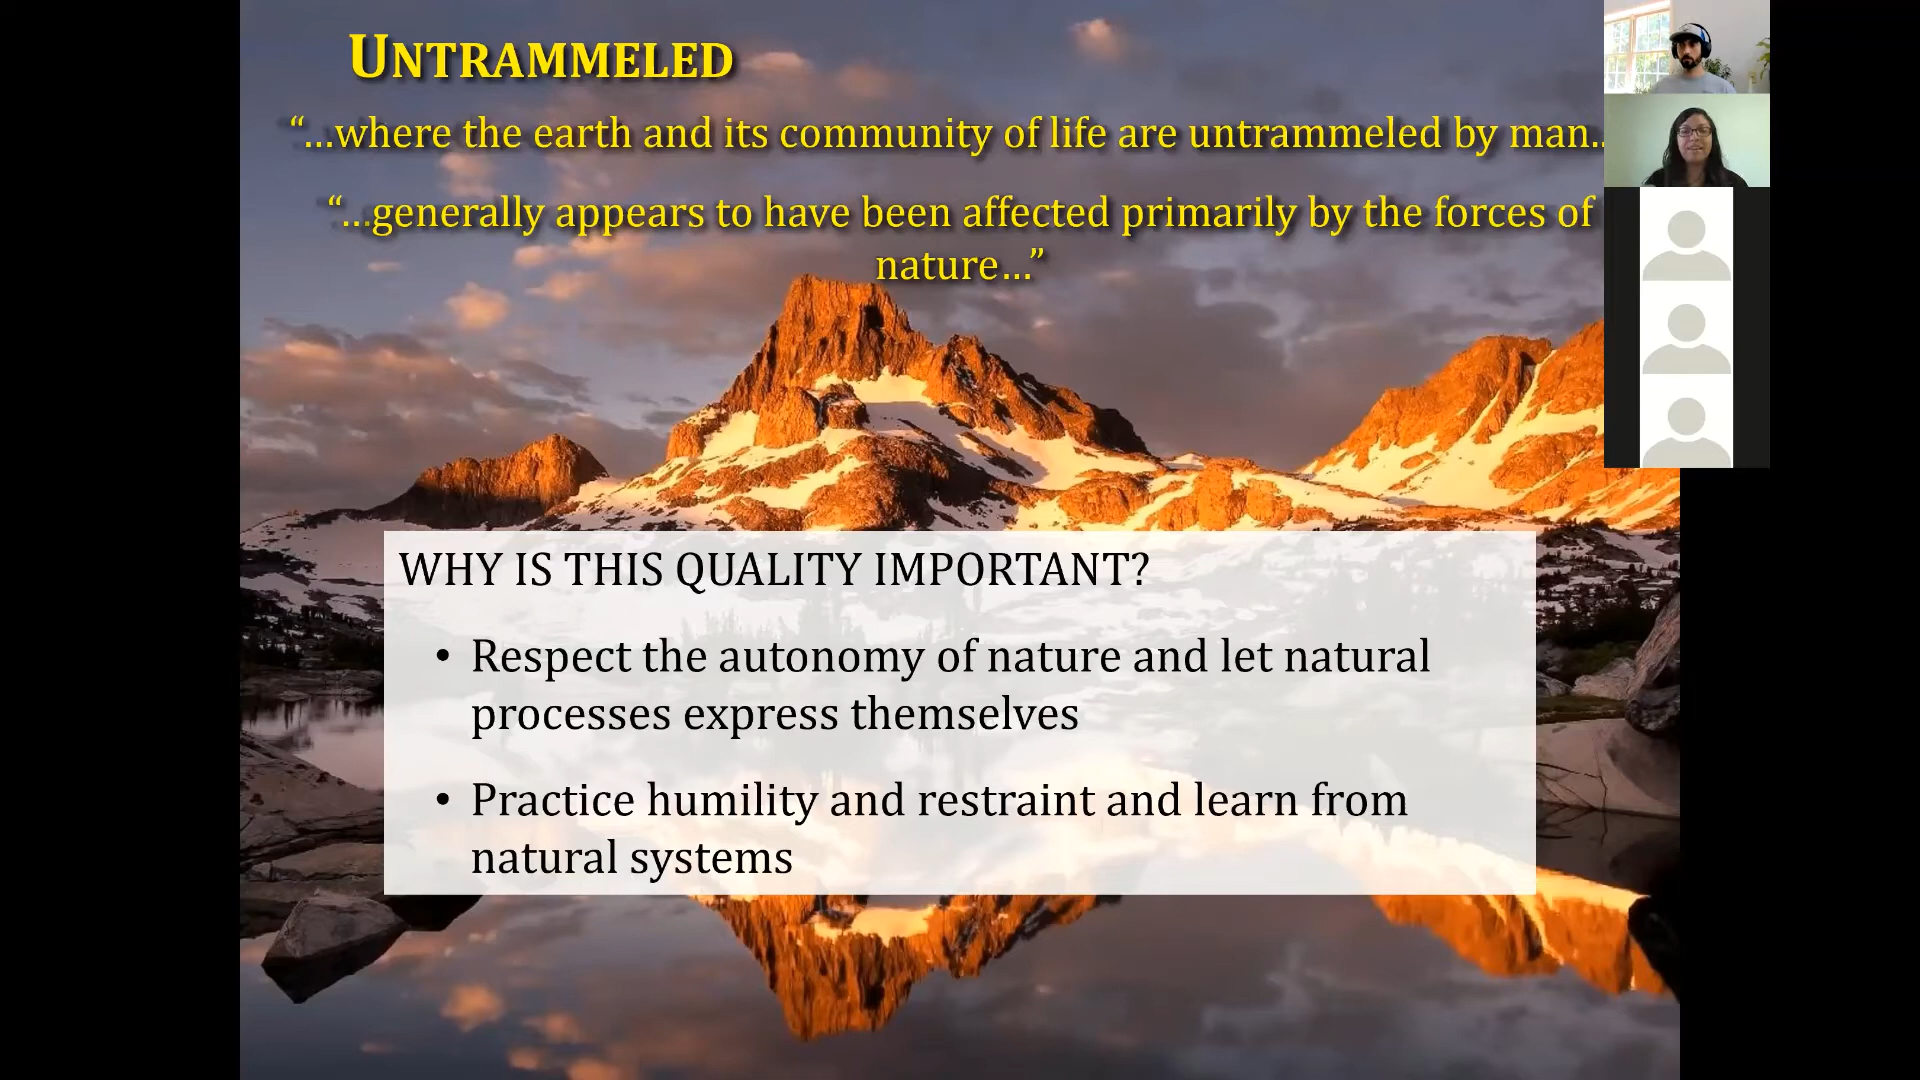 UNTRAMMELED
“...where the earth and its community of life are untrammeled by man..
“...generally appears to have been affected primarily by the forces of
nature...”
WHY IS THIS QUALITY IMPORTANT?
• Respect the autonomy of nature and let natural
processes express themselves
• Practice humility and restraint and learn from
natural systems